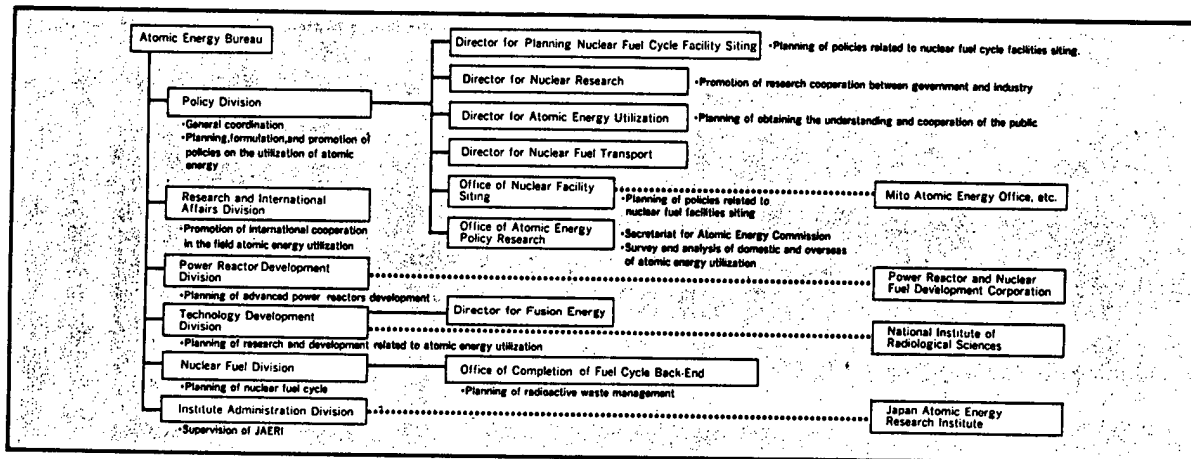 Atomic Energy Bureau
Policy Division
•General coordination
•Planning,formulation,and promotion of
policies on the utilization of atomic
energy
Research and International
Affairs Division
•Promotion of international cooperation
in the field atomic energy utilization
Power Reactor Development
Division
•Planning of advanced power reactors development
Technology Development
Division
•Planning of research and development related to atomic energy utilization
Nuclear Fuel Division
•Planning of nuclear fuel cycle
Institute Administration Division
•Supervision of JAERI
Director for Planning Nuclear Fuel Cycle Facility Siting
•Planning of policies related to nuclear fuel cycle facilities siting.
Director for Nuclear Research
•Promotion of research cooperation between government and industry
Director for Atomic Energy Utilization
•Planning of obtaining the understanding and cooperation of the public
Director for Nuclear Fuel Transport
Office of Nuclear Facility
Siting
•Planning of policies related to
nuclear fuel facilities siting
Office of Atomic Energy
Policy Research
•Secretariat for Atomic Energy Commission
•Survey and analysis of domestic and overseas
of atomic energy utilization
Director for Fusion Energy
Office of Completion of Fuel Cycle Back-End
•Planning of radioactive waste management
Mito Atomic Energy Office, etc.
Power Reactor and Nuclear
Fuel Development Corporation
National Institute of
Radiological Sciences
Japan Atomic Energy
Research Institute